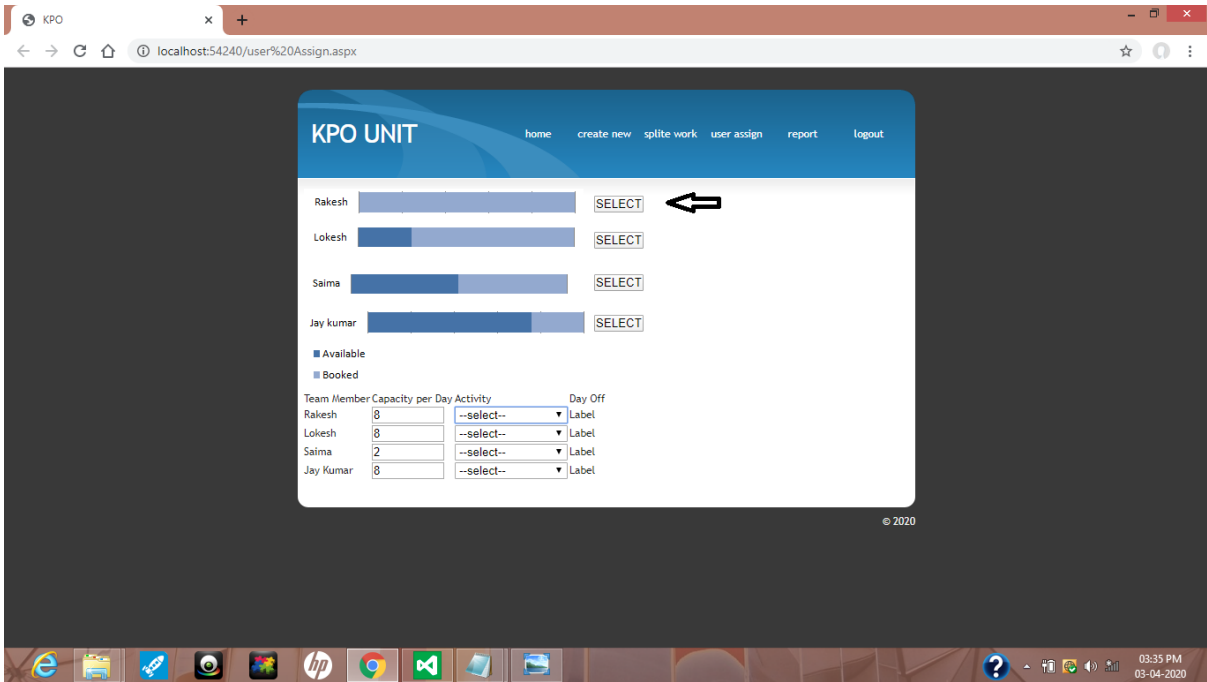 KPO
localhost:54240/user%20Assign.aspx
KPO UNIT
home create new splite work user assign report logout
Rakesh SELECT
Lokesh SELECT
Saima SELECT
Jay kumar SELECT
Available
Booked
Team Member Capacity per Day Activity Day Off
Rakesh 8 --select-- Label
Lokesh 8 --select-- Label
Saima 2 --select-- Label
Jay Kumar 8 --select-- Label
© 2020
hp
03:35 PM
03-04-2020